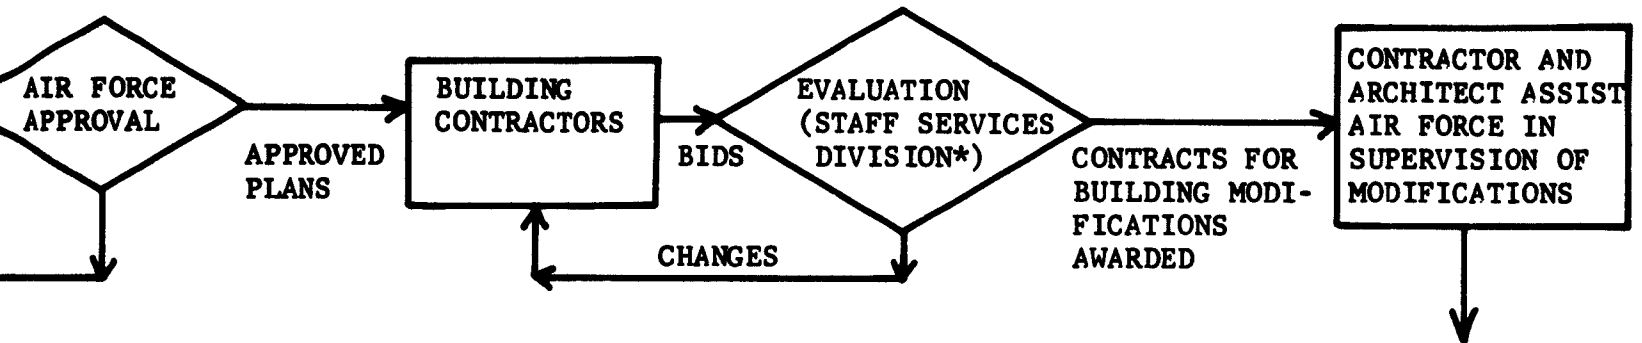 AIR FORCE
APPROVAL
APPROVED
PLANS
BUILDING
CONTRACTORS
BIDS
EVALUATION
(STAFF SERVICES
DIVISION*)
CHANGES
CONTRACTS FOR
BUILDING MODI-
FICATIONS
AWARDED
CONTRACTOR AND
ARCHITECT ASSIST
AIR FORCE IN
SUPERVISION OF
MODIFICATIONS